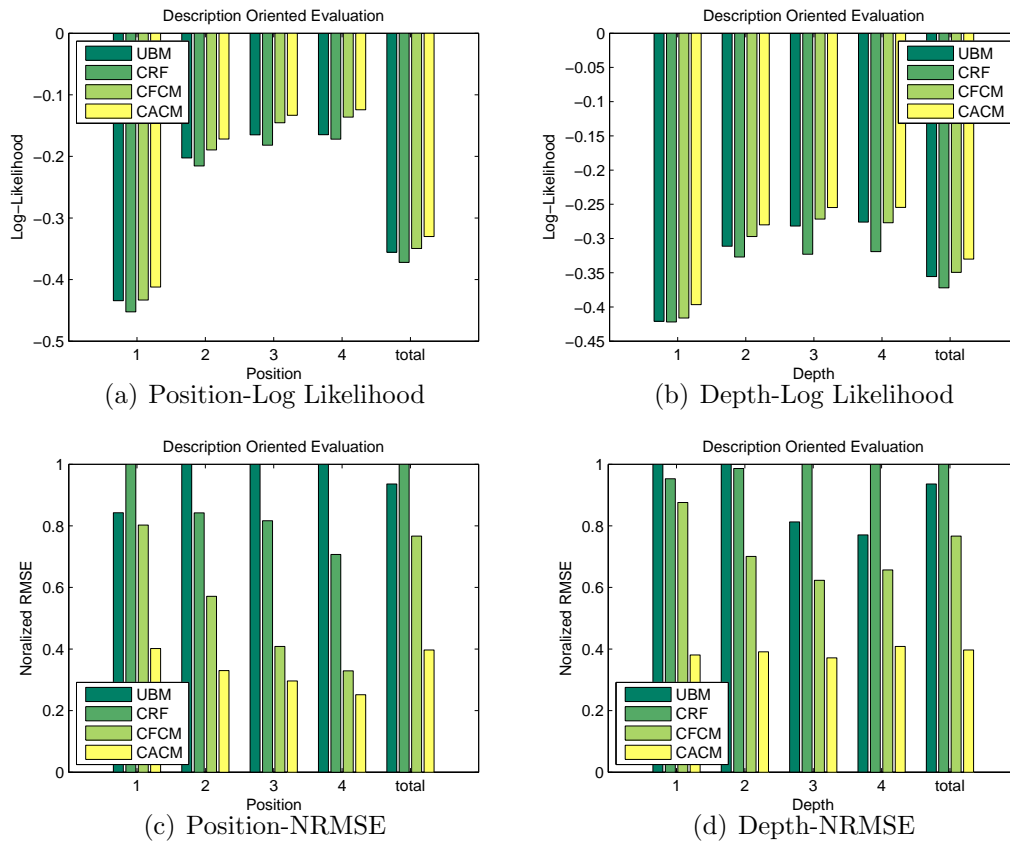 Description Oriented Evaluation
0
−0.1
−0.2
−0.3
−0.4
−0.5
Log−Likelihood
UBM
CRF
CFCM
CACM
1 2 3 4 total
Position
(a) Position-Log Likelihood
Description Oriented Evaluation
0
−0.05
−0.1
−0.15
−0.2
−0.25
−0.3
−0.35
−0.4
−0.45
Log−Likelihood
UBM
CRF
CFCM
CACM
1 2 3 4 total
Depth
(b) Depth-Log Likelihood
Description Oriented Evaluation
1
0.8
0.6
0.4
0.2
0
Noralized RMSE
UBM
CRF
CFCM
CACM
1 2 3 4 total
Position
(c) Position-NRMSE
Description Oriented Evaluation
1
0.8
0.6
0.4
0.2
0
Noralized RMSE
UBM
CRF
CFCM
CACM
1 2 3 4 total
Depth
(d) Depth-NRMSE